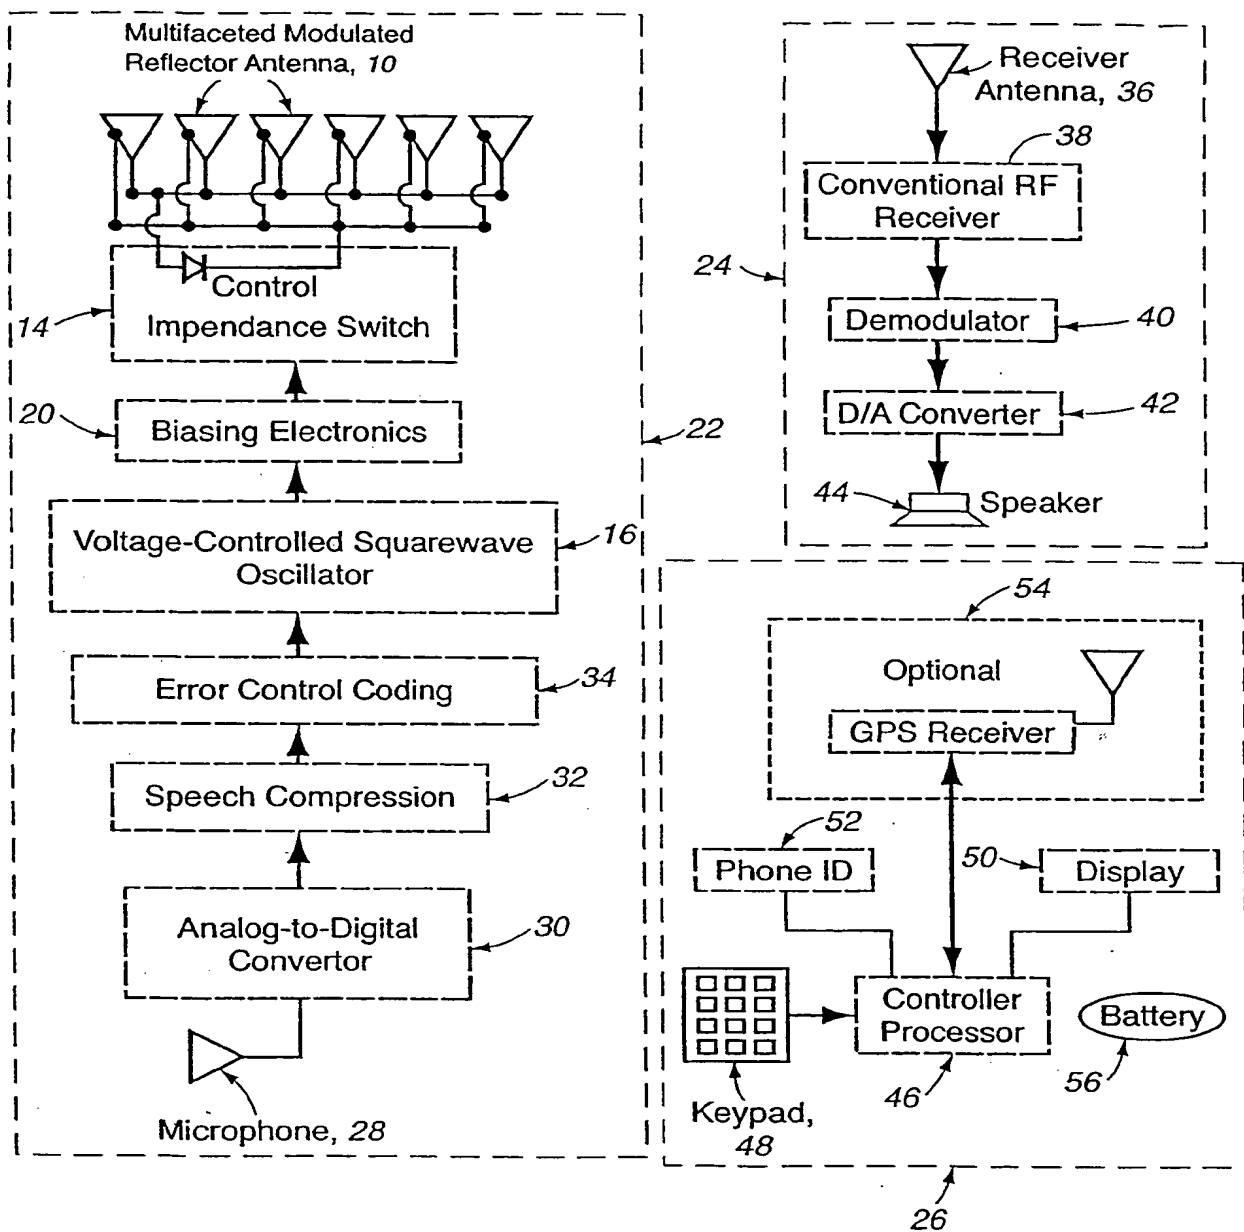 Multifaceted Modulated
Reflector Antenna, 10
Control
Impendance Switch
14
Biasing Electronics
20
22
Voltage-Controlled Squarewave
Oscillator
16
Error Control Coding
34
Speech Compression
32
Analog-to-Digital
Convertor
30
Microphone, 28
Receiver
Antenna, 36
38
Conventional RF
Receiver
24
Demodulator
40
D/A Converter
42
44
Speaker
54
Optional
GPS Receiver
52
Phone ID
50
Display
Controller
Processor
46
Battery
56
Keypad,
48
26